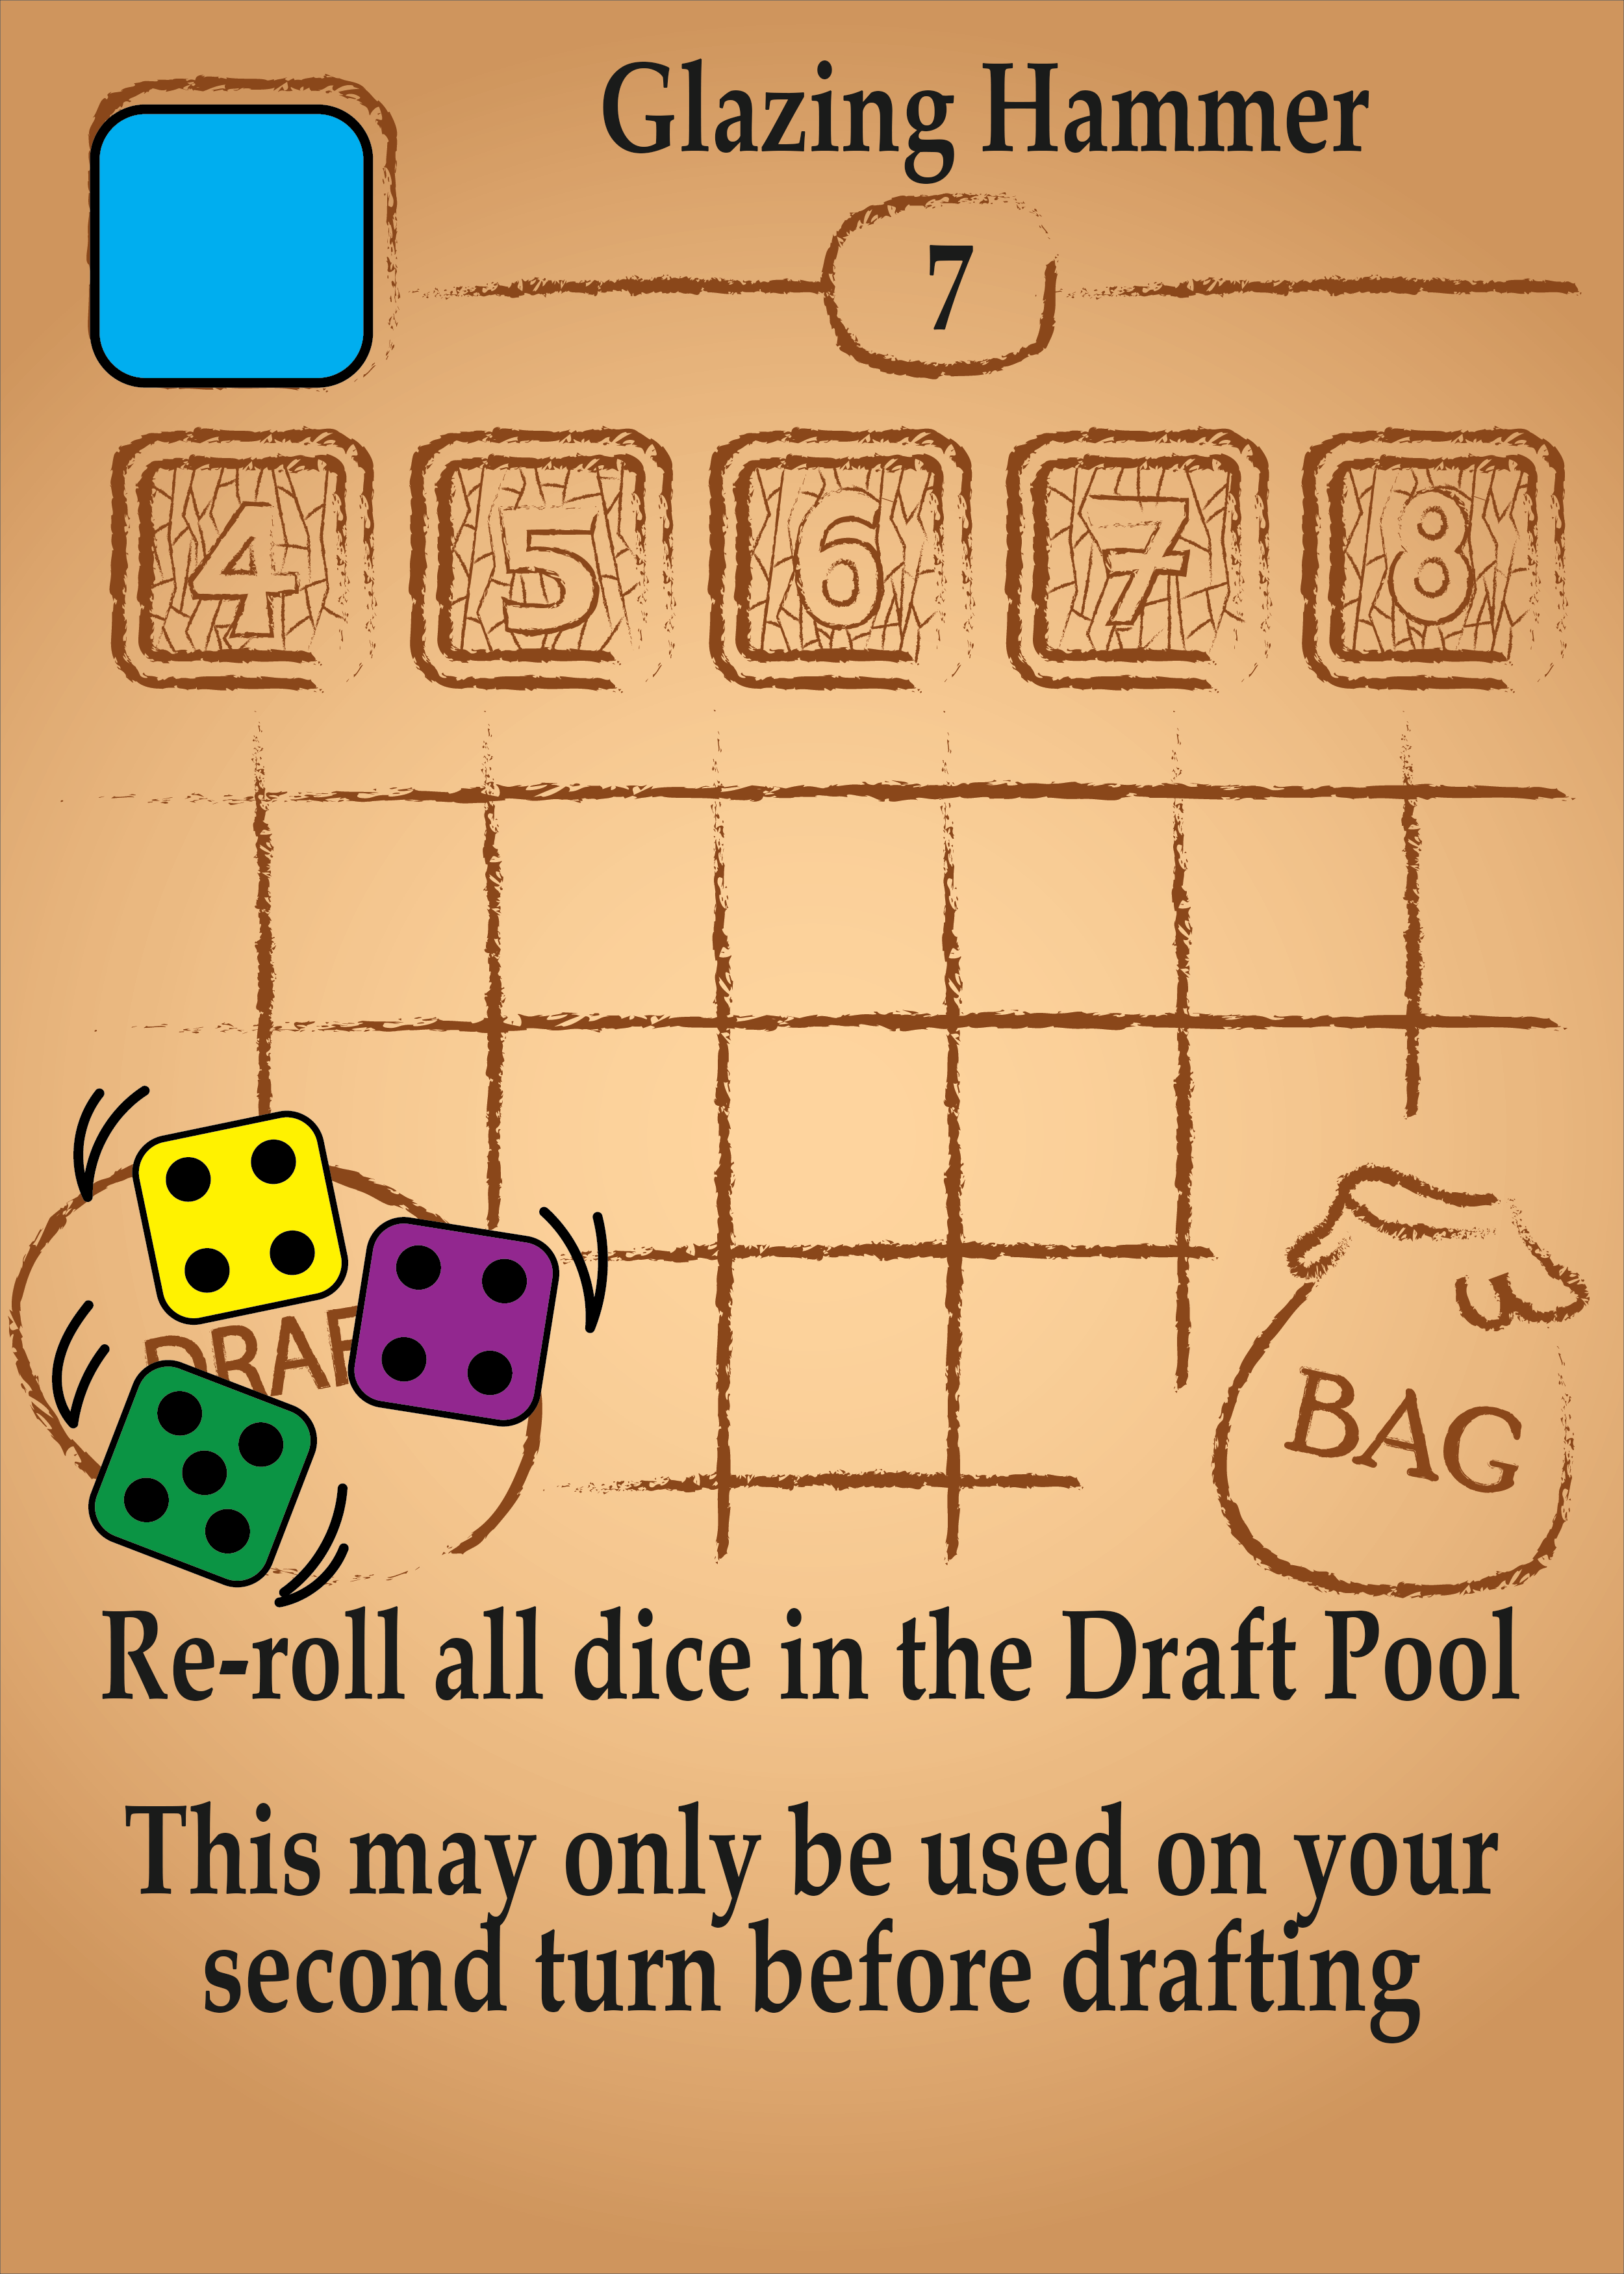 Glazing Hammer
7
4 5 6 7 8
DRAF
BAG
Re-roll all dice in the Draft Pool
This may only be used on your
second turn before drafting